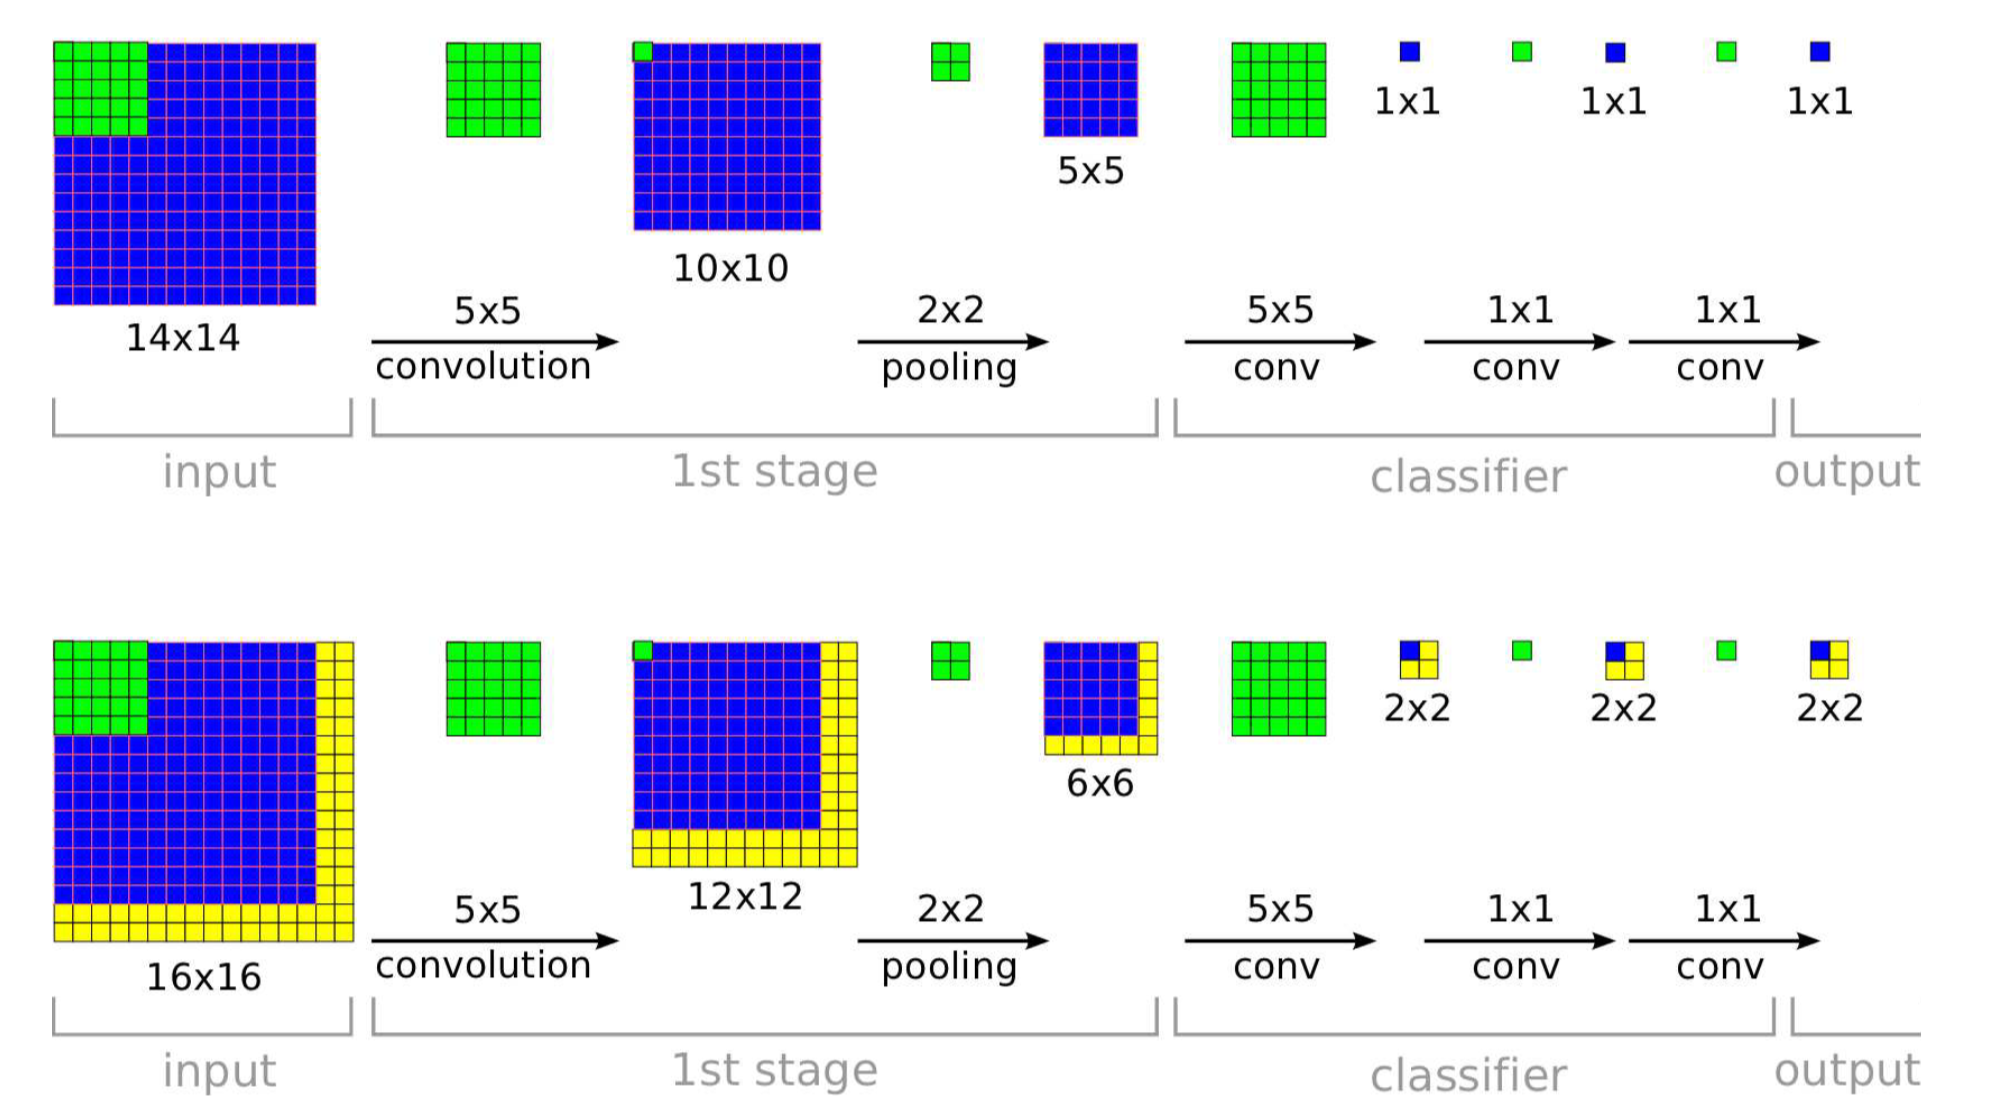 5x5
14x14
10x10
5x5
1x1
1x1
1x1
convolution
2x2
pooling
5x5
conv
1x1
conv
1x1
conv
input
1st stage
classifier
output
16x16
5x5
convolution
12x12
2x2
pooling
6x6
5x5
conv
2x2
1x1
conv
2x2
1x1
conv
2x2
input
1st stage
classifier
output